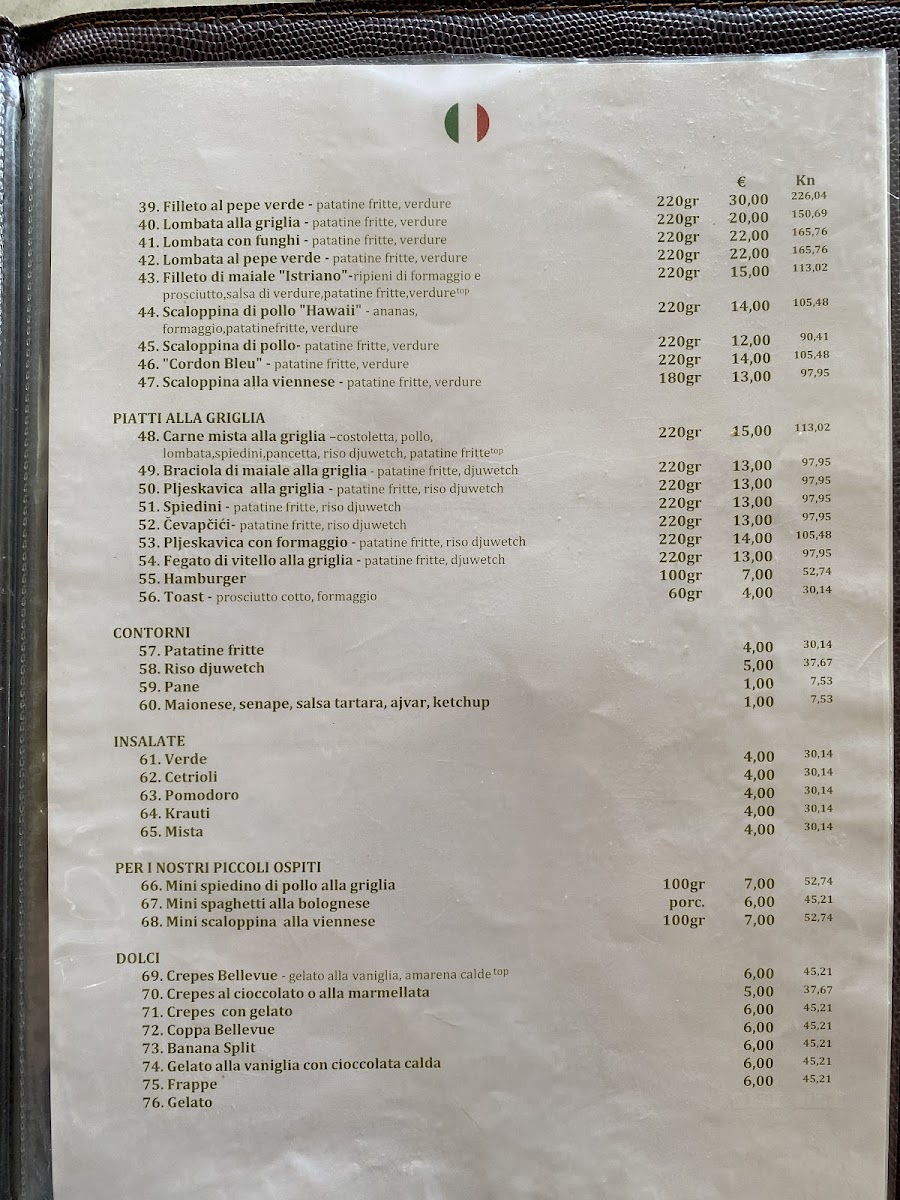 € Kn
39. Filleto al pepe verde - patatine fritte, verdure 220gr 30,00 226,04
40. Lombata alla griglia - patatine fritte, verdure 220gr 20,00 150,69
41. Lombata con funghi - patatine fritte, verdure 220gr 22,00 165,76
42. Lombata al pepe verde - patatine fritte, verdure 220gr 22,00 165,76
43. Filleto di maiale "Istriano"-ripieni di formaggio e 220gr 15,00 113,02
prosciutto,salsa di verdure,patatine fritte,verdure top
44. Scaloppina di pollo "Hawaii" - ananas, 220gr 14,00 105,48
formaggio,patatinefritte, verdure
45. Scaloppina di pollo- patatine fritte, verdure 220gr 12,00 90,41
46. "Cordon Bleu" - patatine fritte, verdure 220gr 14,00 105,48
47. Scaloppina alla viennese - patatine fritte, verdure 180gr 13,00 97,95
PIATTI ALLA GRIGLIA
48. Carne mista alla griglia –costoletta, pollo, 220gr 15,00 113,02
lombata,spiedini,pancetta, riso djuwetch, patatine fritte top
49. Braciola di maiale alla griglia - patatine fritte, djuwetch 220gr 13,00 97,95
50. Pljeskavica alla griglia - patatine fritte, riso djuwetch 220gr 13,00 97,95
51. Spiedini - patatine fritte, riso djuwetch 220gr 13,00 97,95
52. Čevapčići- patatine fritte, riso djuwetch 220gr 13,00 97,95
53. Pljeskavica con formaggio - patatine fritte, riso djuwetch 220gr 14,00 105,48
54. Fegato di vitello alla griglia - patatine fritte, djuwetch 220gr 13,00 97,95
55. Hamburger 100gr 7,00 52,74
56. Toast - prosciutto cotto, formaggio 60gr 4,00 30,14
CONTORNI
57. Patatine fritte 4,00 30,14
58. Riso djuwetch 5,00 37,67
59. Pane 1,00 7,53
60. Maionese, senape, salsa tartara, ajvar, ketchup 1,00 7,53
INSALATE
61. Verde 4,00 30,14
62. Cetrioli 4,00 30,14
63. Pomodoro 4,00 30,14
64. Krauti 4,00 30,14
65. Mista 4,00 30,14
PER I NOSTRI PICCOLI OSPITI
66. Mini spiedino di pollo alla griglia 100gr 7,00 52,74
67. Mini spaghetti alla bolognese porc. 6,00 45,21
68. Mini scaloppina alla viennese 100gr 7,00 52,74
DOLCI
69. Crepes Bellevue - gelato alla vaniglia, amarena calde top 6,00 45,21
70. Crepes al cioccolato o alla marmellata 5,00 37,67
71. Crepes con gelato 6,00 45,21
72. Coppa Bellevue 6,00 45,21
73. Banana Split 6,00 45,21
74. Gelato alla vaniglia con cioccolata calda 6,00 45,21
75. Frappe 6,00 45,21
76. Gelato